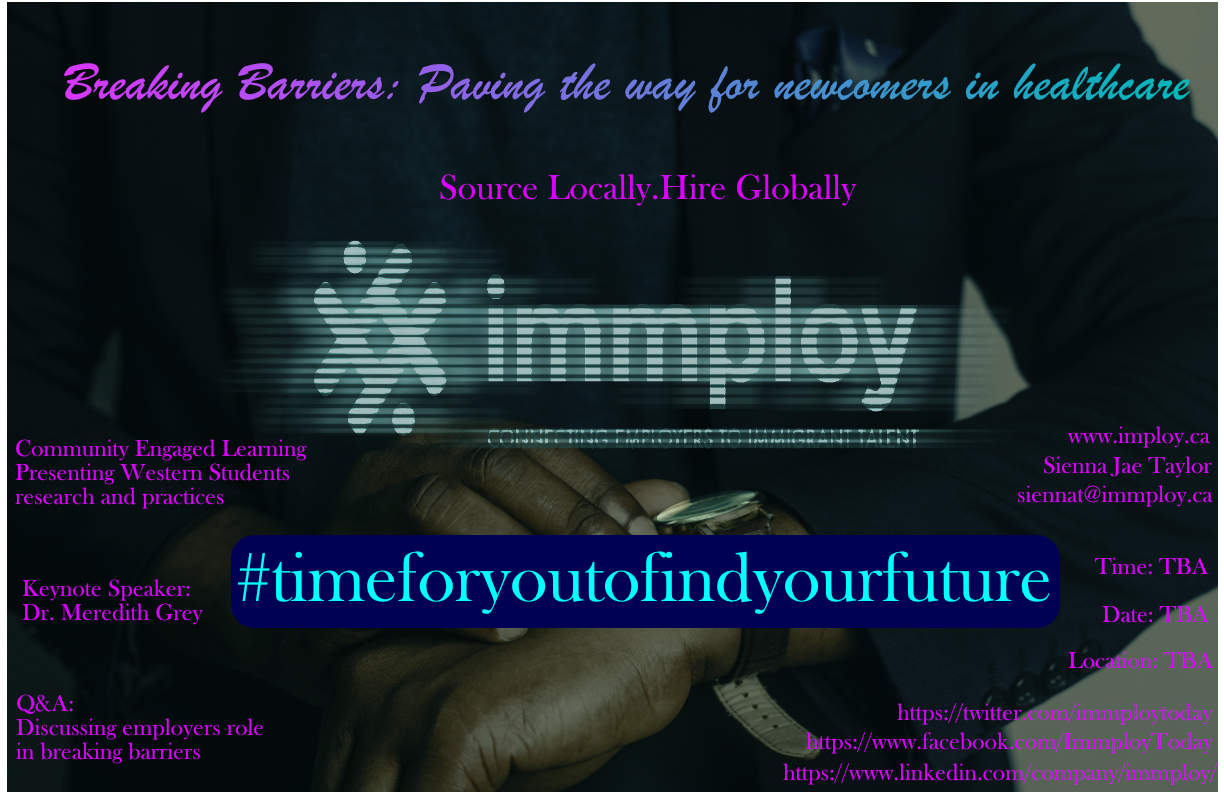 Breaking Barriers: Paving the way for newcomers in healthcare
Source Locally.Hire Globally
immploy
CONNECTING EMPLOYERS TO IMMIGRANT TALENT
Community Engaged Learning
Presenting Western Students
research and practices
www.imploy.ca
Sienna Jae Taylor
siennat@immploy.ca
#timeforyoutofindyourfuture
Keynote Speaker:
Dr. Meredith Grey
Time: TBA
Date: TBA
Location: TBA
Q&A:
Discussing employers role
in breaking barriers
https://twitter.com/immploytoday
https://www.facebook.com/ImmployToday
https://www.linkedin.com/company/immploy/